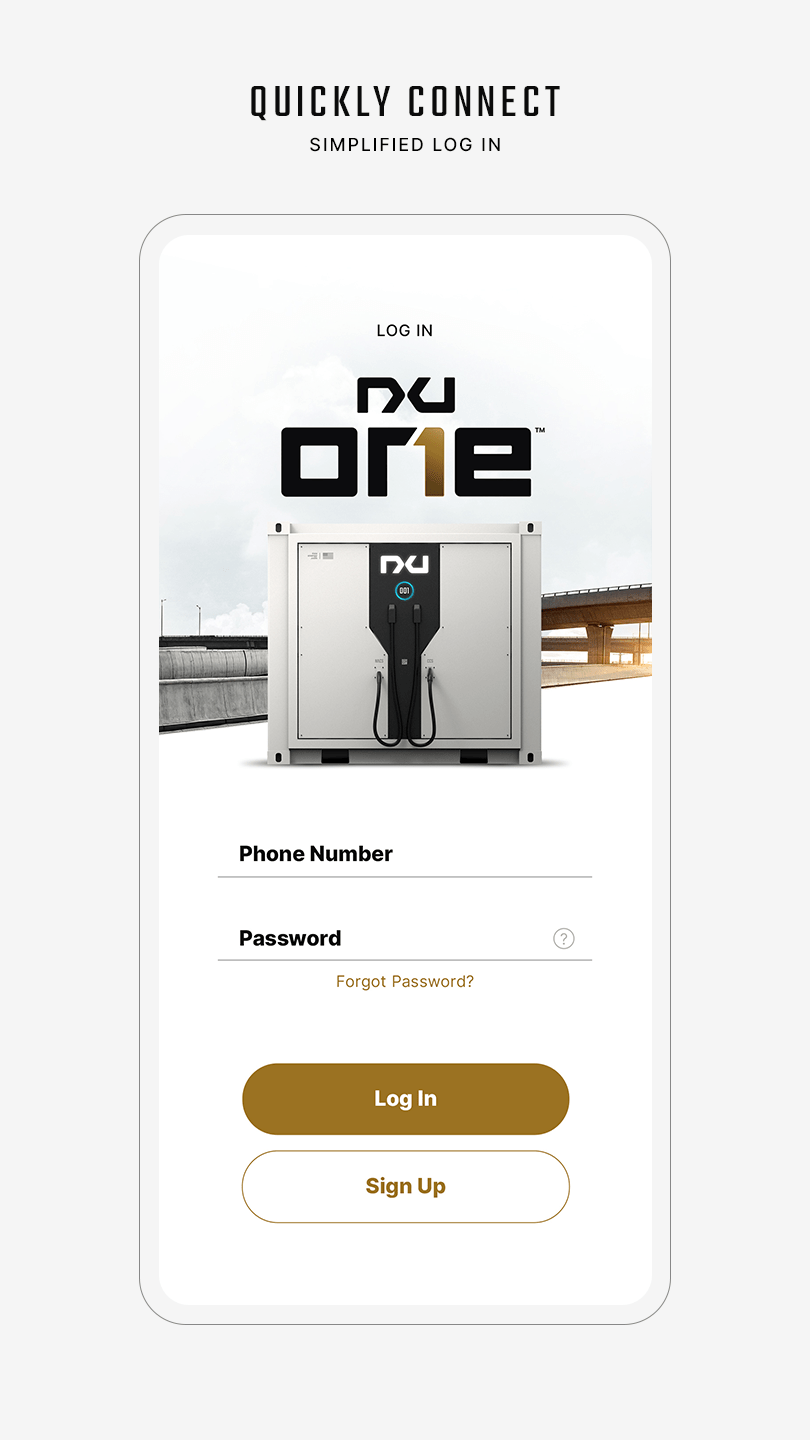 QUICKLY CONNECT
SIMPLIFIED LOG IN
LOG IN
nxu
one™
nxu
001
Phone Number
Password ?
Forgot Password?
Log In
Sign Up